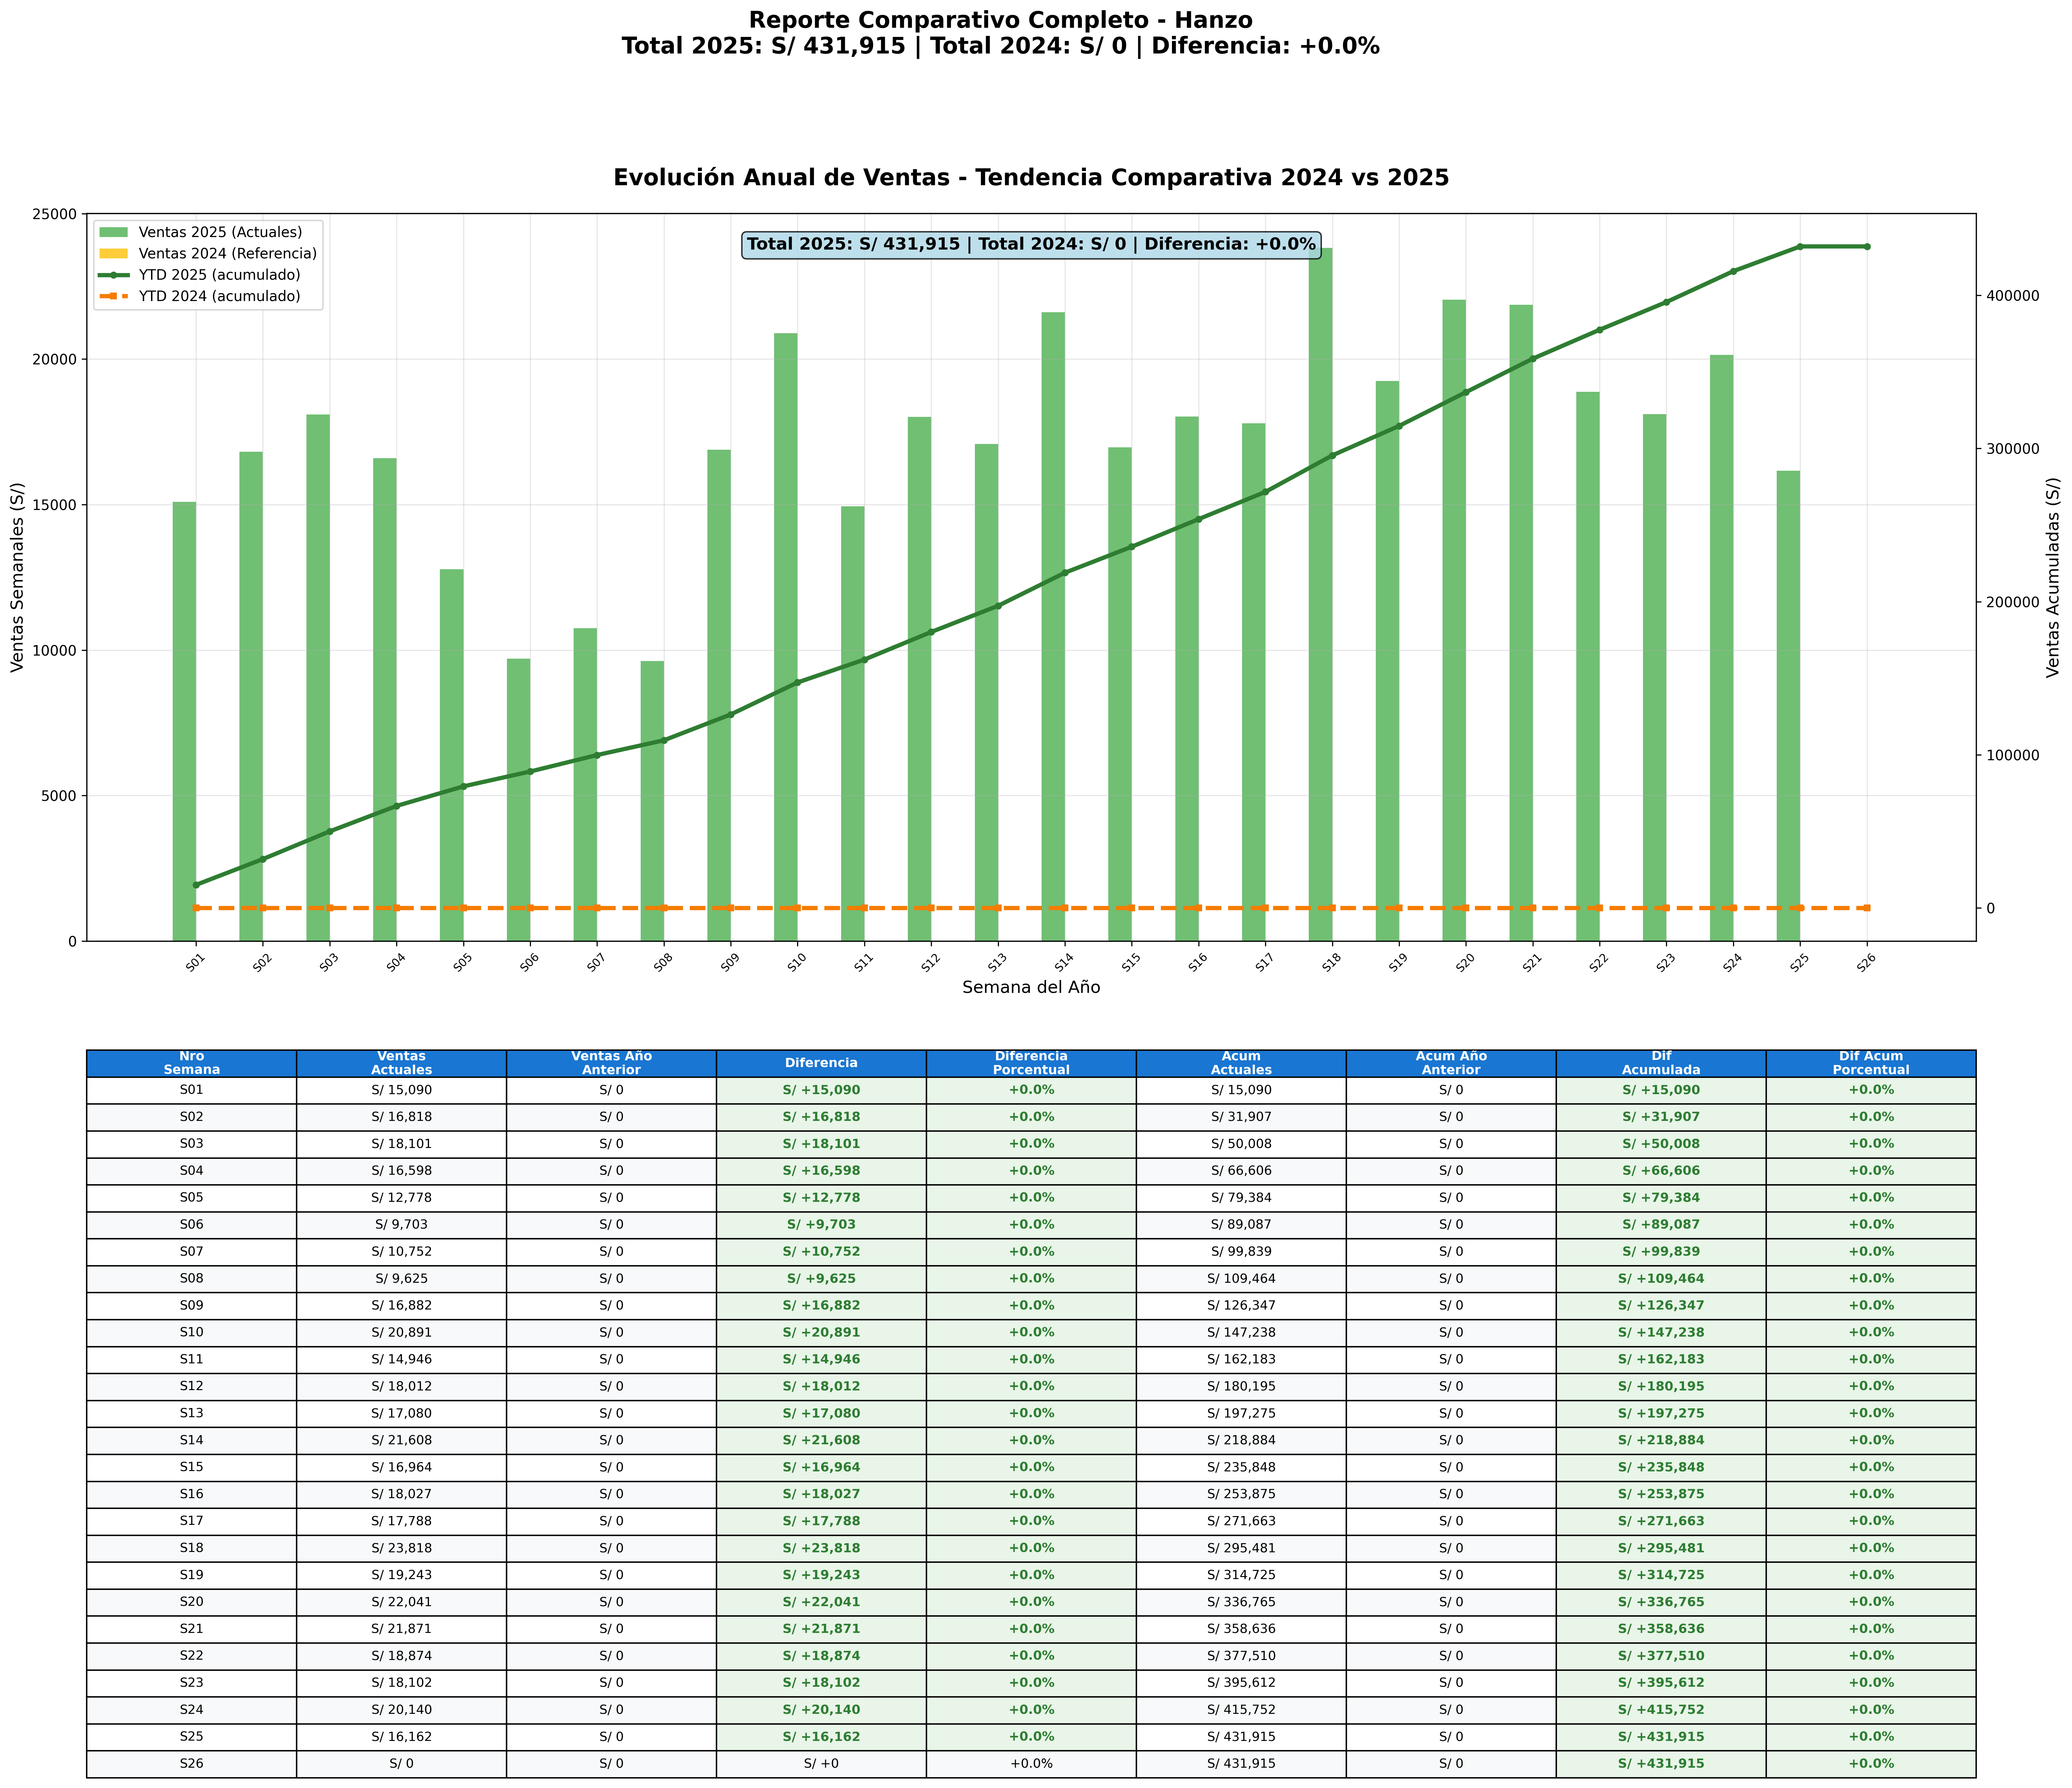 Reporte Comparativo Completo - Hanzo
Total 2025: S/ 431,915 | Total 2024: S/ 0 | Diferencia: +0.0%
Evolución Anual de Ventas - Tendencia Comparativa 2024 vs 2025
Total 2025: S/ 431,915 | Total 2024: S/ 0 | Diferencia: +0.0%
Ventas 2025 (Actuales)
Ventas 2024 (Referencia)
YTD 2025 (acumulado)
YTD 2024 (acumulado)
Ventas Semanales (S/)
25000
20000
15000
10000
5000
0
Ventas Acumuladas (S/)
400000
300000
200000
100000
0
S01 S02 S03 S04 S05 S06 S07 S08 S09 S10 S11 S12 S13 S14 S15 S16 S17 S18 S19 S20 S21 S22 S23 S24 S25 S26
Semana del Año
Nro Semana | Ventas Actuales | Ventas Año Anterior | Diferencia | Diferencia Porcentual | Acum Actuales | Acum Año Anterior | Dif Acumulada | Dif Acum Porcentual
S01 S/ 15,090 S/ 0 S/ +15,090 +0.0% S/ 15,090 S/ 0 S/ +15,090 +0.0%
S02 S/ 16,818 S/ 0 S/ +16,818 +0.0% S/ 31,907 S/ 0 S/ +31,907 +0.0%
S03 S/ 18,101 S/ 0 S/ +18,101 +0.0% S/ 50,008 S/ 0 S/ +50,008 +0.0%
S04 S/ 16,598 S/ 0 S/ +16,598 +0.0% S/ 66,606 S/ 0 S/ +66,606 +0.0%
S05 S/ 12,778 S/ 0 S/ +12,778 +0.0% S/ 79,384 S/ 0 S/ +79,384 +0.0%
S06 S/ 9,703 S/ 0 S/ +9,703 +0.0% S/ 89,087 S/ 0 S/ +89,087 +0.0%
S07 S/ 10,752 S/ 0 S/ +10,752 +0.0% S/ 99,839 S/ 0 S/ +99,839 +0.0%
S08 S/ 9,625 S/ 0 S/ +9,625 +0.0% S/ 109,464 S/ 0 S/ +109,464 +0.0%
S09 S/ 16,882 S/ 0 S/ +16,882 +0.0% S/ 126,347 S/ 0 S/ +126,347 +0.0%
S10 S/ 20,891 S/ 0 S/ +20,891 +0.0% S/ 147,238 S/ 0 S/ +147,238 +0.0%
S11 S/ 14,946 S/ 0 S/ +14,946 +0.0% S/ 162,183 S/ 0 S/ +162,183 +0.0%
S12 S/ 18,012 S/ 0 S/ +18,012 +0.0% S/ 180,195 S/ 0 S/ +180,195 +0.0%
S13 S/ 17,080 S/ 0 S/ +17,080 +0.0% S/ 197,275 S/ 0 S/ +197,275 +0.0%
S14 S/ 21,608 S/ 0 S/ +21,608 +0.0% S/ 218,884 S/ 0 S/ +218,884 +0.0%
S15 S/ 16,964 S/ 0 S/ +16,964 +0.0% S/ 235,848 S/ 0 S/ +235,848 +0.0%
S16 S/ 18,027 S/ 0 S/ +18,027 +0.0% S/ 253,875 S/ 0 S/ +253,875 +0.0%
S17 S/ 17,788 S/ 0 S/ +17,788 +0.0% S/ 271,663 S/ 0 S/ +271,663 +0.0%
S18 S/ 23,818 S/ 0 S/ +23,818 +0.0% S/ 295,481 S/ 0 S/ +295,481 +0.0%
S19 S/ 19,243 S/ 0 S/ +19,243 +0.0% S/ 314,725 S/ 0 S/ +314,725 +0.0%
S20 S/ 22,041 S/ 0 S/ +22,041 +0.0% S/ 336,765 S/ 0 S/ +336,765 +0.0%
S21 S/ 21,871 S/ 0 S/ +21,871 +0.0% S/ 358,636 S/ 0 S/ +358,636 +0.0%
S22 S/ 18,874 S/ 0 S/ +18,874 +0.0% S/ 377,510 S/ 0 S/ +377,510 +0.0%
S23 S/ 18,102 S/ 0 S/ +18,102 +0.0% S/ 395,612 S/ 0 S/ +395,612 +0.0%
S24 S/ 20,140 S/ 0 S/ +20,140 +0.0% S/ 415,752 S/ 0 S/ +415,752 +0.0%
S25 S/ 16,162 S/ 0 S/ +16,162 +0.0% S/ 431,915 S/ 0 S/ +431,915 +0.0%
S26 S/ 0 S/ 0 S/ +0 +0.0% S/ 431,915 S/ 0 S/ +431,915 +0.0%